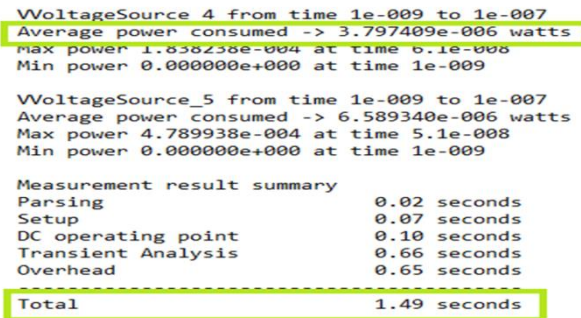 VVoltageSource_4 from time 1e-009 to 1e-007
Average power consumed -> 3.797409e-006 watts
Max power 1.838238e-004 at time 6.1e-008
Min power 0.000000e+000 at time 1e-009
VVoltageSource_5 from time 1e-009 to 1e-007
Average power consumed -> 6.589340e-006 watts
Max power 4.789938e-004 at time 5.1e-008
Min power 0.000000e+000 at time 1e-009
Measurement result summary
Parsing 0.02 seconds
Setup 0.07 seconds
DC operating point 0.10 seconds
Transient Analysis 0.66 seconds
Overhead 0.65 seconds
-----------------------------------------
Total 1.49 seconds